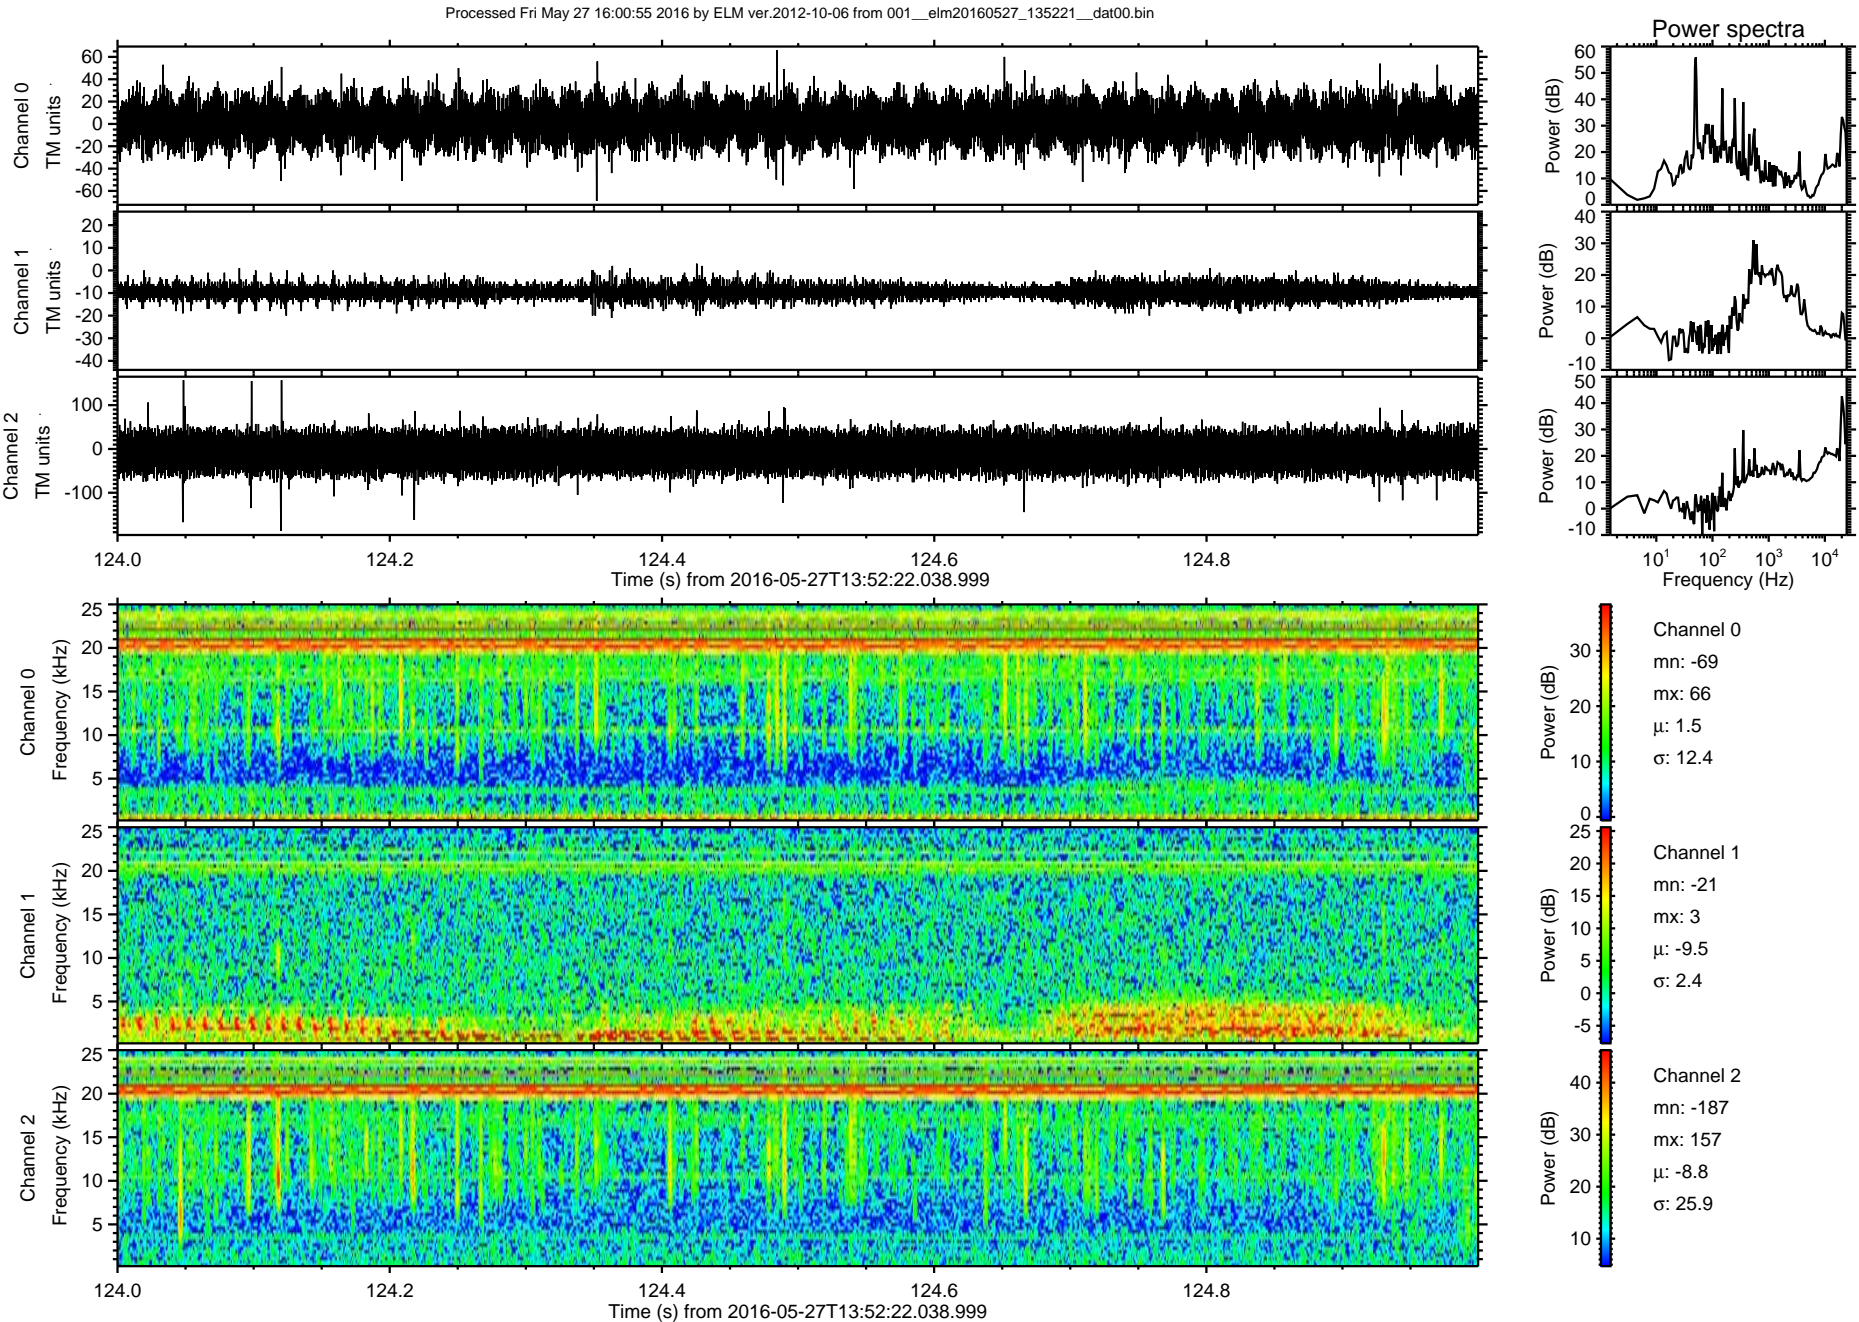 Processed Fri May 27 16:00:55 2016 by ELM ver.2012-10-06 from 001__elm20160527_135221__dat00.bin
Power spectra
Channel 0
TM units
60
40
20
0
-20
-40
-60
Power (dB)
60
50
40
30
20
10
0
Channel 1
TM units
20
10
0
-10
-20
-30
-40
Power (dB)
40
30
20
10
0
-10
Channel 2
TM units
100
0
-100
Power (dB)
50
40
30
20
10
0
-10
124.0 124.2 124.4 124.6 124.8
Time (s) from 2016-05-27T13:52:22.038.999
10¹ 10² 10³ 10⁴
Frequency (Hz)
Channel 0
Frequency (kHz)
25
20
15
10
5
Power (dB)
30
20
10
0
Channel 0
mn: -69
mx: 66
μ: 1.5
σ: 12.4
Channel 1
Frequency (kHz)
25
20
15
10
5
Power (dB)
25
20
15
10
5
0
-5
Channel 1
mn: -21
mx: 3
μ: -9.5
σ: 2.4
Channel 2
Frequency (kHz)
25
20
15
10
5
Power (dB)
40
30
20
10
Channel 2
mn: -187
mx: 157
μ: -8.8
σ: 25.9
124.0 124.2 124.4 124.6 124.8
Time (s) from 2016-05-27T13:52:22.038.999